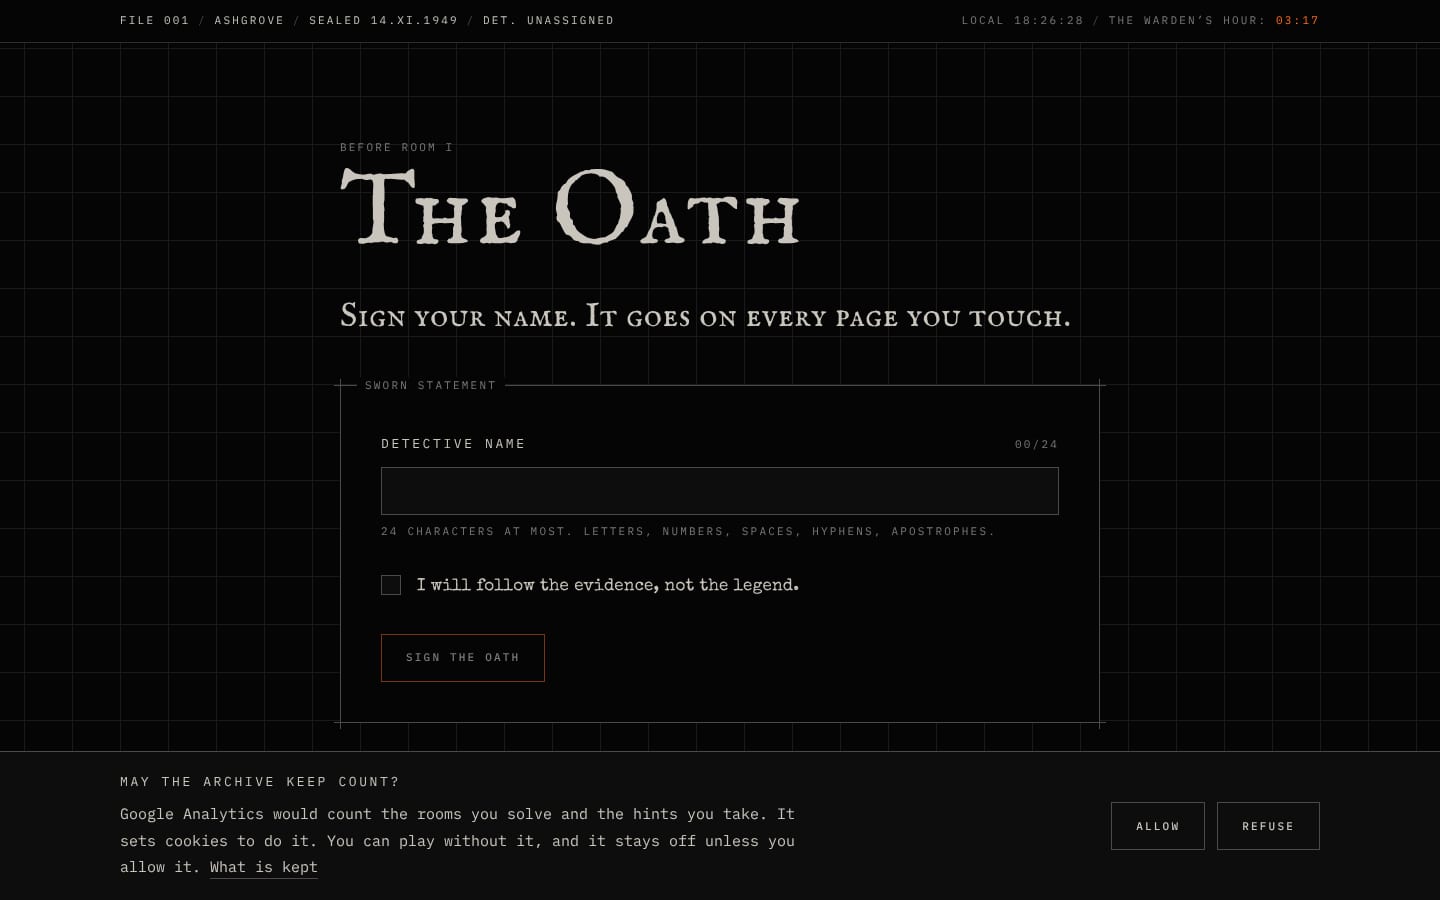 FILE 001 / ASHGROVE / SEALED 14.XI.1949 / DET. UNASSIGNED
LOCAL 18:26:28 / THE WARDEN’S HOUR: 03:17
BEFORE ROOM I
The Oath
Sign your name. It goes on every page you touch.
SWORN STATEMENT
DETECTIVE NAME
00/24
24 CHARACTERS AT MOST. LETTERS, NUMBERS, SPACES, HYPHENS, APOSTROPHES.
I will follow the evidence, not the legend.
SIGN THE OATH
MAY THE ARCHIVE KEEP COUNT?
Google Analytics would count the rooms you solve and the hints you take. It
sets cookies to do it. You can play without it, and it stays off unless you
allow it. What is kept
ALLOW
REFUSE